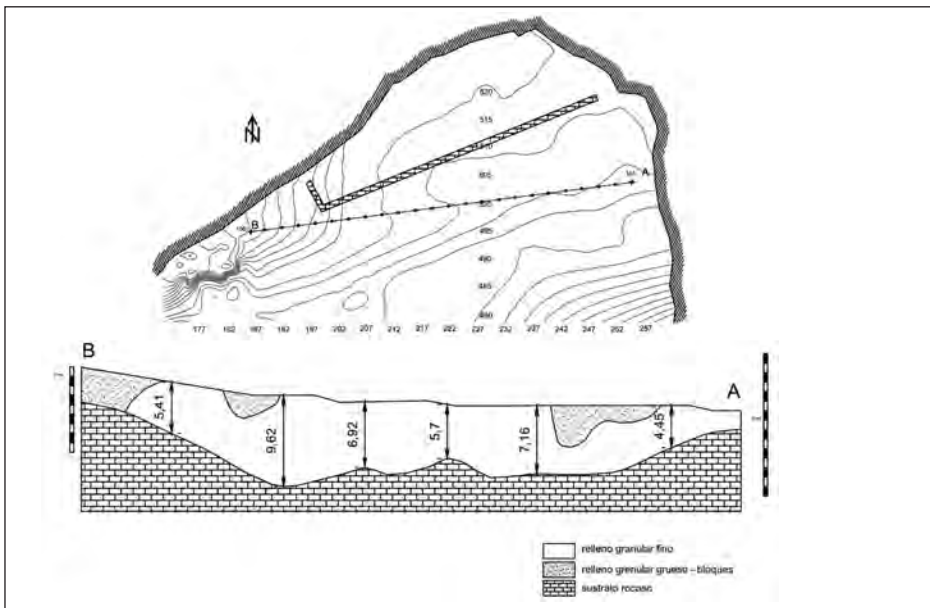 N
520
515
495
490
485
480
A
B
177 182 187 192 197 202 207 212 217 222 227 232 237 242 247 252 257
B
A
5,41
9,62
6,92
5,7
7,16
4,45
relleno granular fino
relleno granular grueso – bloques
sustrato rocoso